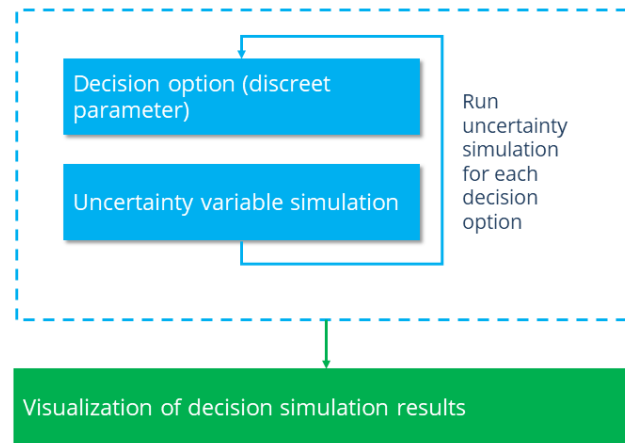 Decision option (discreet
parameter)
Uncertainty variable simulation
Run
uncertainty
simulation
for each
decision
option
Visualization of decision simulation results